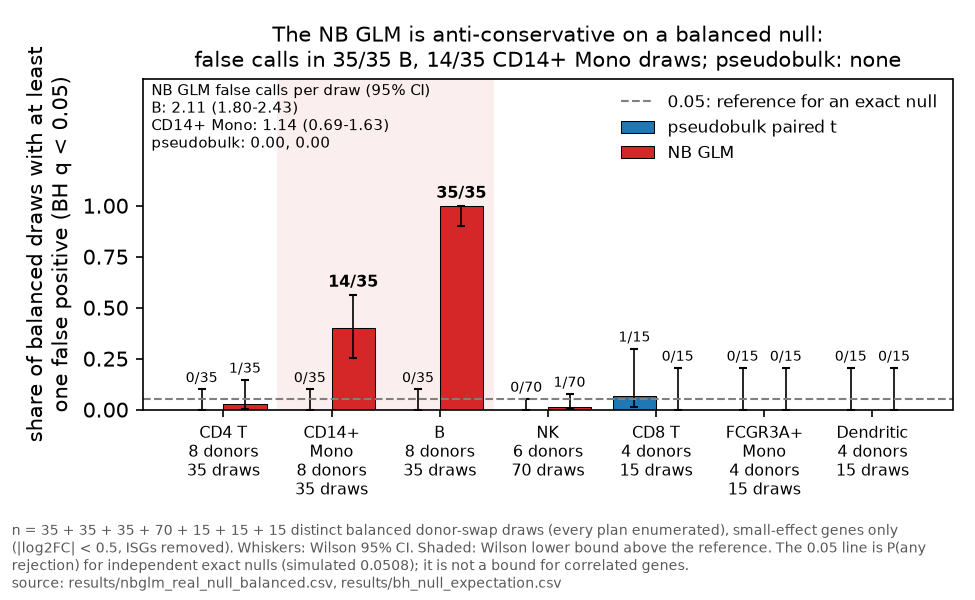 The NB GLM is anti-conservative on a balanced null:
false calls in 35/35 B, 14/35 CD14+ Mono draws; pseudobulk: none
share of balanced draws with at least
one false positive (BH q < 0.05)
NB GLM false calls per draw (95% CI)
B: 2.11 (1.80-2.43)
CD14+ Mono: 1.14 (0.69-1.63)
pseudobulk: 0.00, 0.00
0.05: reference for an exact null
pseudobulk paired t
NB GLM
1.00
0.75
0.50
0.25
0.00
0/35
1/35
0/35
14/35
0/35
35/35
0/70
1/70
1/15
0/15
0/15
0/15
0/15
0/15
CD4 T
8 donors
35 draws
CD14+
Mono
8 donors
35 draws
B
8 donors
35 draws
NK
6 donors
70 draws
CD8 T
4 donors
15 draws
FCGR3A+
Mono
4 donors
15 draws
Dendritic
4 donors
15 draws
n = 35 + 35 + 35 + 70 + 15 + 15 + 15 distinct balanced donor-swap draws (every plan enumerated), small-effect genes only
(|log2FC| < 0.5, ISGs removed). Whiskers: Wilson 95% CI. Shaded: Wilson lower bound above the reference. The 0.05 line is P(any
rejection) for independent exact nulls (simulated 0.0508); it is not a bound for correlated genes.
source: results/nbglm_real_null_balanced.csv, results/bh_null_expectation.csv